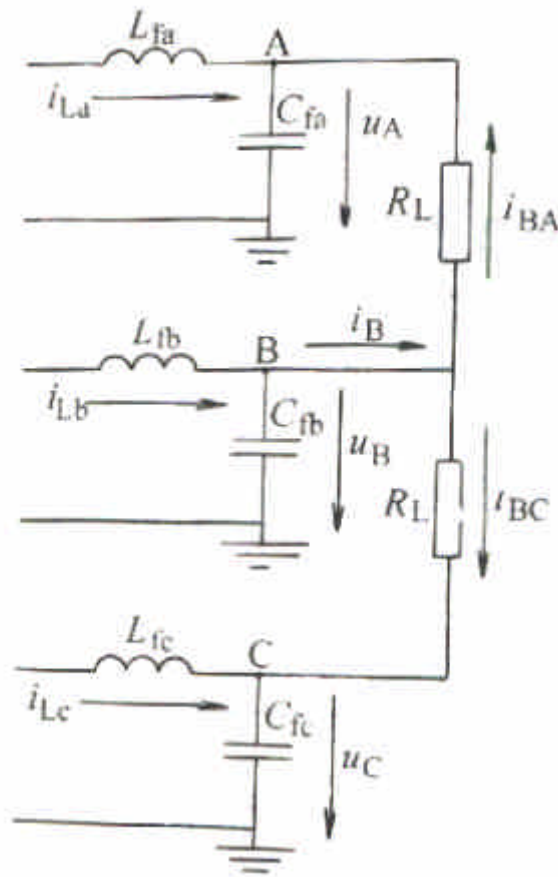 L_fa
A
i_La
C_fa
u_A
R_L
i_BA
L_fb
B
i_B
i_Lb
C_fb
u_B
R_L
i_BC
L_fc
C
i_Lc
C_fc
u_C